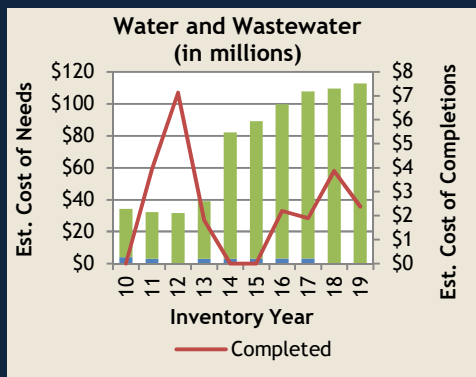 Water and Wastewater
(in millions)
Est. Cost of Needs
$120
$100
$80
$60
$40
$20
$0
$8
$7
$6
$5
$4
$3
$2
$1
$0
Est. Cost of Completions
10 11 12 13 14 15 16 17 18 19
Inventory Year
Completed